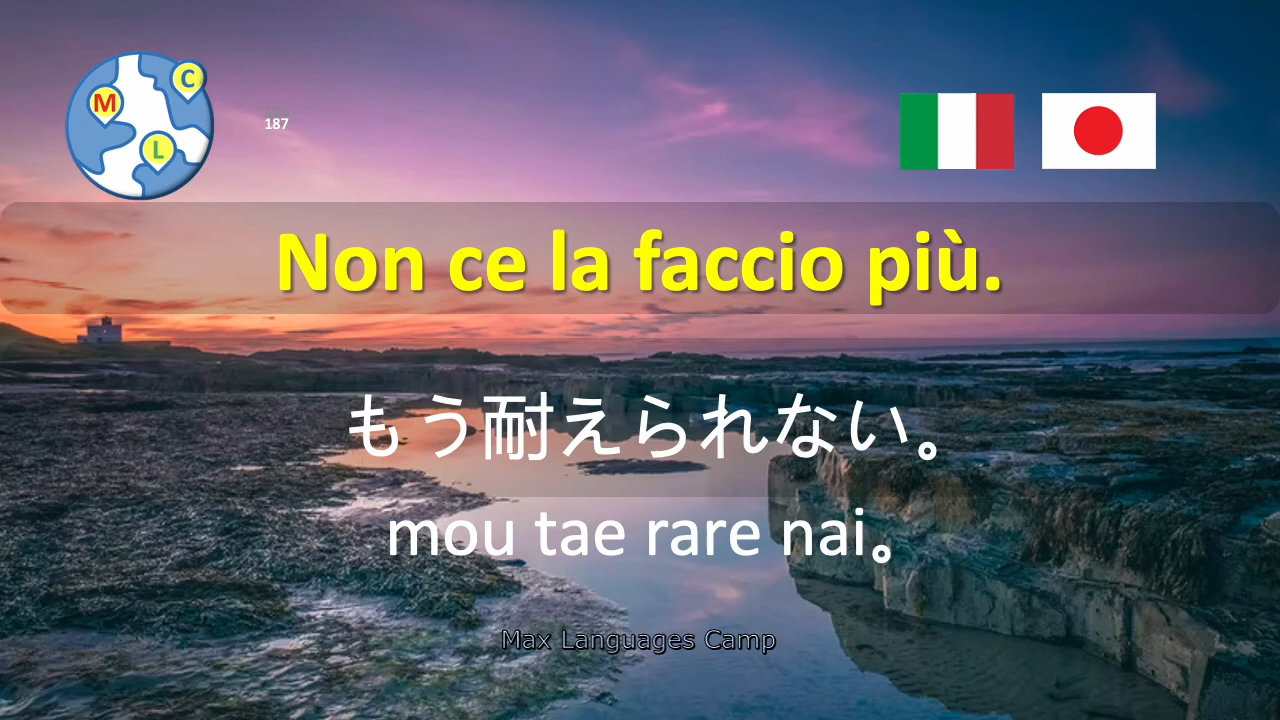 M
C
L
187
Non ce la faccio più.
もう耐えられない。
mou tae rare nai。
Max Languages Camp